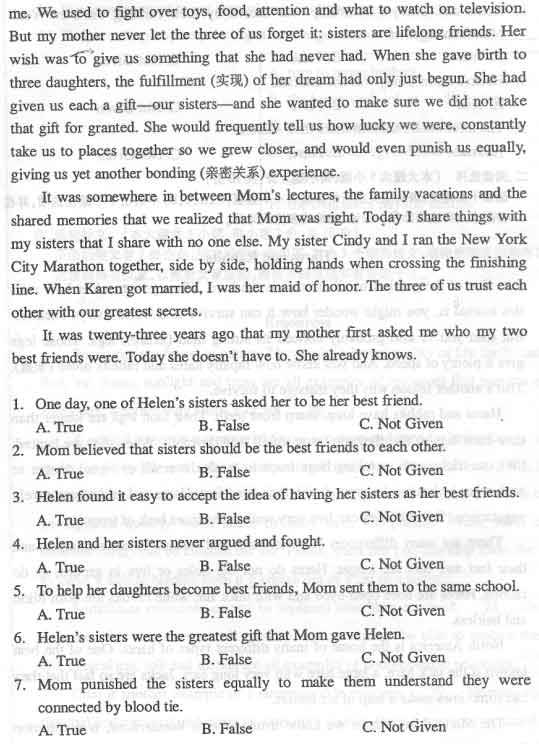 me. We used to fight over toys, food, attention and what to watch on television.
But my mother never let the three of us forget it: sisters are lifelong friends. Her
wish was to give us something that she had never had. When she gave birth to
three daughters, the fulfillment (实现) of her dream had only just begun. She had
given us each a gift—our sisters—and she wanted to make sure we did not take
that gift for granted. She would frequently tell us how lucky we were, constantly
take us to places together so we grew closer, and would even punish us equally,
giving us yet another bonding (亲密关系) experience.
It was somewhere in between Mom's lectures, the family vacations and the
shared memories that we realized that Mom was right. Today I share things with
my sisters that I share with no one else. My sister Cindy and I ran the New York
City Marathon together, side by side, holding hands when crossing the finishing
line. When Karen got married, I was her maid of honor. The three of us trust each
other with our greatest secrets.
It was twenty-three years ago that my mother first asked me who my two
best friends were. Today she doesn't have to. She already knows.
1. One day, one of Helen's sisters asked her to be her best friend.
A. True B. False C. Not Given
2. Mom believed that sisters should be the best friends to each other.
A. True B. False C. Not Given
3. Helen found it easy to accept the idea of having her sisters as her best friends.
A. True B. False C. Not Given
4. Helen and her sisters never argued and fought.
A. True B. False C. Not Given
5. To help her daughters become best friends, Mom sent them to the same school.
A. True B. False C. Not Given
6. Helen's sisters were the greatest gift that Mom gave Helen.
A. True B. False C. Not Given
7. Mom punished the sisters equally to make them understand they were
connected by blood tie.
A. True B. False C. Not Given